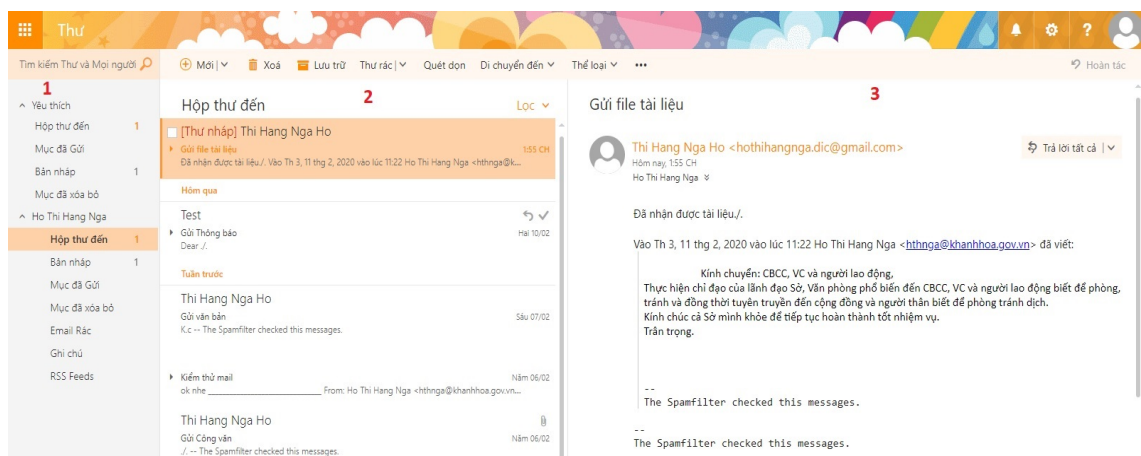 Thư
Tìm kiếm Thư và Mọi người
Mới
Xoá
Lưu trữ
Thư rác
Quét dọn
Di chuyển đến
Thể loại
•••
Hoàn tác
1
Yêu thích
Hộp thư đến 1
Mục đã Gửi
Bản nháp 1
Mục đã xóa bỏ
Ho Thi Hang Nga
Hộp thư đến 1
Bản nháp 1
Mục đã Gửi
Mục đã xóa bỏ
Email Rác
Ghi chú
RSS Feeds
2
Hộp thư đến Lọc
[Thư nháp] Thi Hang Nga Ho
Gửi file tài liệu 1:55 CH
Đã nhận được tài liệu./. Vào Th 3, 11 thg 2, 2020 vào lúc 11:22 Ho Thi Hang Nga <hthnga@k...
Hôm qua
Test
Gửi Thông báo Hai 10/02
Dear ./.
Tuần trước
Thi Hang Nga Ho
Gửi văn bản Sáu 07/02
K.c -- The Spamfilter checked this messages.
Kiểm thử mail Năm 06/02
ok nhe ________________________ From: Ho Thi Hang Nga <hthnga@khanhhoa.gov.vn...
Thi Hang Nga Ho
Gửi Công văn Năm 06/02
./. -- The Spamfilter checked this messages.
3
Gửi file tài liệu
Thi Hang Nga Ho <hothihangnga.dic@gmail.com>
Trả lời tất cả
Hôm nay, 1:55 CH
Ho Thi Hang Nga
Đã nhận được tài liệu./.
Vào Th 3, 11 thg 2, 2020 vào lúc 11:22 Ho Thi Hang Nga <hthnga@khanhhoa.gov.vn> đã viết:
Kính chuyển: CBCC, VC và người lao động,
Thực hiện chỉ đạo của lãnh đạo Sở, Văn phòng phổ biến đến CBCC, VC và người lao động biết để phòng,
tránh và đồng thời tuyên truyền đến cộng đồng và người thân biết để phòng tránh dịch.
Kính chúc cả Sở mình khỏe để tiếp tục hoàn thành tốt nhiệm vụ.
Trân trọng.
--
The Spamfilter checked this messages.
--
The Spamfilter checked this messages.